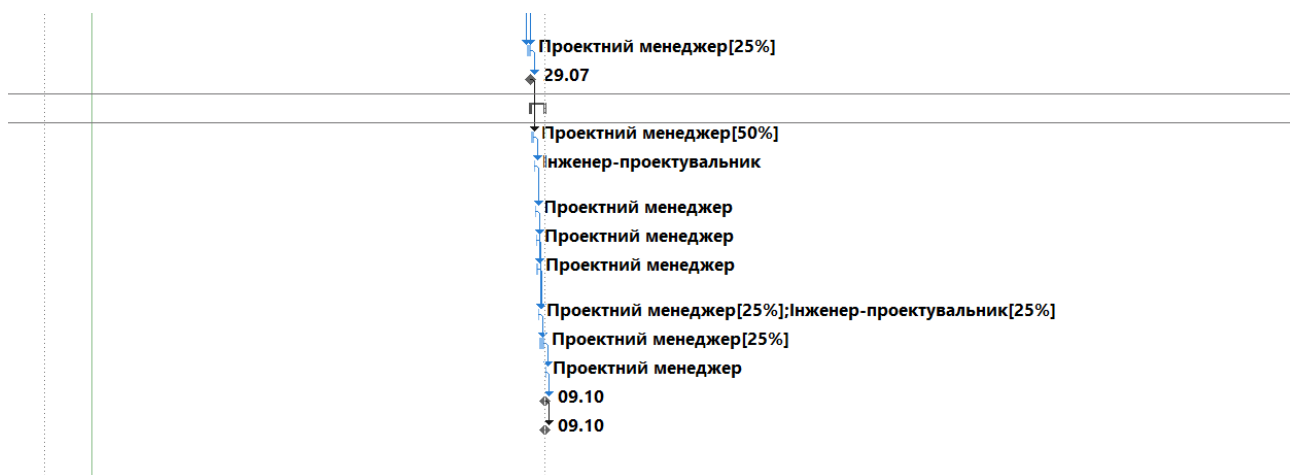 Проектний менеджер[25%]
29.07
Проектний менеджер[50%]
Інженер-проектувальник
Проектний менеджер
Проектний менеджер
Проектний менеджер
Проектний менеджер[25%];Інженер-проектувальник[25%]
Проектний менеджер[25%]
Проектний менеджер
09.10
09.10